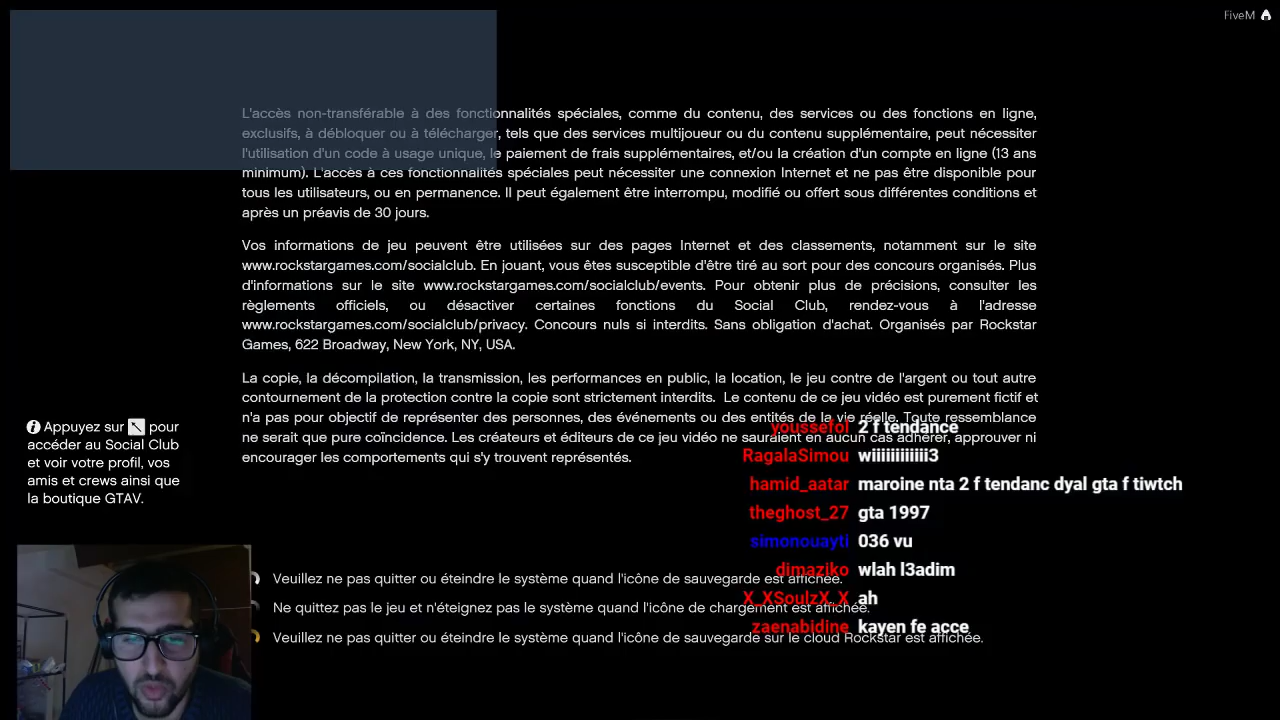 FiveM
L'accès non-transférable à des fonctionnalités spéciales, comme du contenu, des services ou des fonctions en ligne,
exclusifs, à débloquer ou à télécharger, tels que des services multijoueur ou du contenu supplémentaire, peut nécessiter
l'utilisation d'un code à usage unique, le paiement de frais supplémentaires, et/ou la création d'un compte en ligne (13 ans
minimum). L'accès à ces fonctionnalités spéciales peut nécessiter une connexion Internet et ne pas être disponible pour
tous les utilisateurs, ou en permanence. Il peut également être interrompu, modifié ou offert sous différentes conditions et
après un préavis de 30 jours.
Vos informations de jeu peuvent être utilisées sur des pages Internet et des classements, notamment sur le site
www.rockstargames.com/socialclub. En jouant, vous êtes susceptible d'être tiré au sort pour des concours organisés. Plus
d'informations sur le site www.rockstargames.com/socialclub/events. Pour obtenir plus de précisions, consulter les
règlements officiels, ou désactiver certaines fonctions du Social Club, rendez-vous à l'adresse
www.rockstargames.com/socialclub/privacy. Concours nuls si interdits. Sans obligation d'achat. Organisés par Rockstar
Games, 622 Broadway, New York, NY, USA.
La copie, la décompilation, la transmission, les performances en public, la location, le jeu contre de l'argent ou tout autre
contournement de la protection contre la copie sont strictement interdits. Le contenu de ce jeu vidéo est purement fictif et
n'a pas pour objectif de représenter des personnes, des événements ou des entités de la vie réelle. Toute ressemblance
ne serait que pure coïncidence. Les créateurs et éditeurs de ce jeu vidéo ne sauraient en aucun cas adhérer, approuver ni
encourager les comportements qui s'y trouvent représentés.
Appuyez sur pour
accéder au Social Club
et voir votre profil, vos
amis et crews ainsi que
la boutique GTAV.
youssefol 2 f tendance
RagalaSimou wiiiiiiiiiiii3
hamid_aatar maroine nta 2 f tendanc dyal gta f tiwtch
theghost_27 gta 1997
simonouayti 036 vu
dimaziko wlah l3adim
X_XSoulzX_X ah
zaenabidine kayen fe acce
Veuillez ne pas quitter ou éteindre le système quand l'icône de sauvegarde est affichée.
Ne quittez pas le jeu et n'éteignez pas le système quand l'icône de chargement est affichée.
Veuillez ne pas quitter ou éteindre le système quand l'icône de sauvegarde sur le cloud Rockstar est affichée.